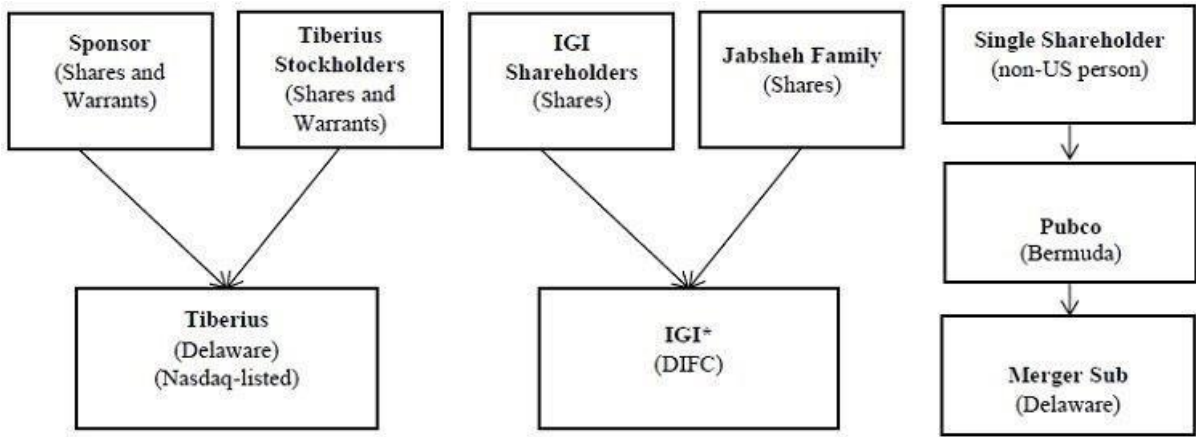 Sponsor
(Shares and
Warrants)
Tiberius
Stockholders
(Shares and
Warrants)
IGI
Shareholders
(Shares)
Jabsheh Family
(Shares)
Single Shareholder
(non-US person)
Pubco
(Bermuda)
Tiberius
(Delaware)
(Nasdaq-listed)
IGI*
(DIFC)
Merger Sub
(Delaware)